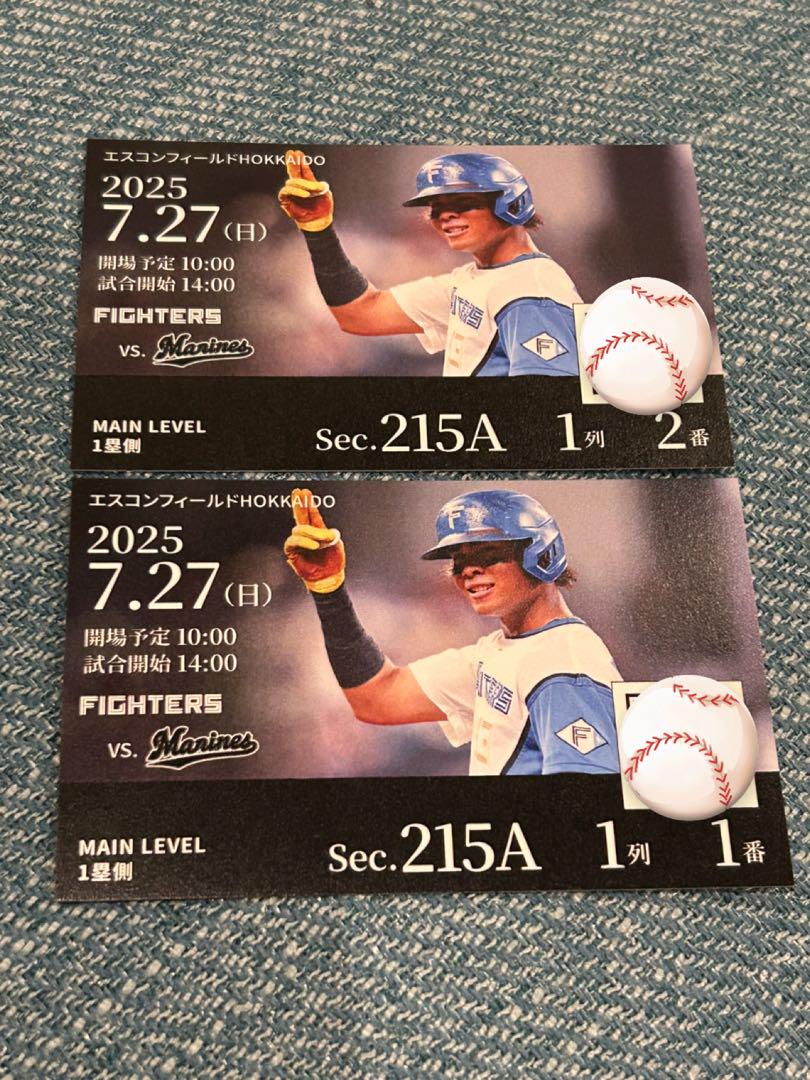 エスコンフィールドHOKKAIDO
2025
7.27(日)
開場予定 10:00
試合開始 14:00
FIGHTERS
VS. Marines
F
F
MAIN LEVEL
1塁側
Sec.215A 1列 2番
エスコンフィールドHOKKAIDO
2025
7.27(日)
開場予定 10:00
試合開始 14:00
FIGHTERS
VS. Marines
F
F
MAIN LEVEL
1塁側
Sec.215A 1列 1番